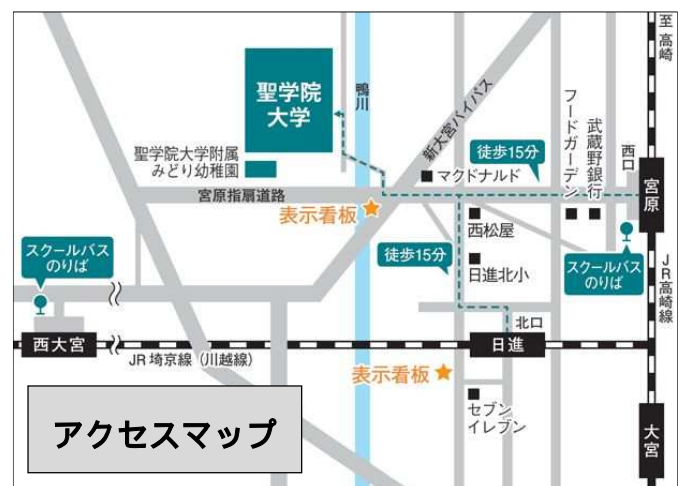 至
高崎
聖学院
大学
鴨川
新大宮バイパス
フードガーデン
武蔵野銀行
西口
徒歩15分
聖学院大学附属
みどり幼稚園
マクドナルド
宮原
宮原指扇道路
表示看板
西松屋
スクールバス
のりば
徒歩15分
日進北小
スクールバス
のりば
JR高崎線
北口
西大宮
日進
JR 埼京線（川越線）
表示看板
セブン
イレブン
アクセスマップ
大宮